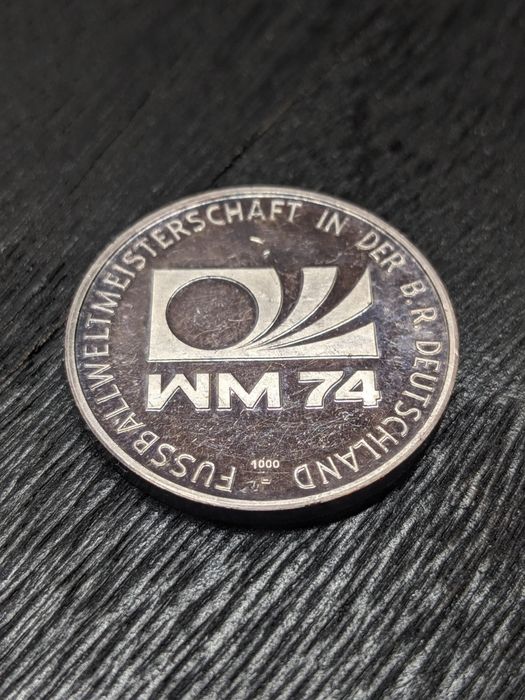 FUSSBALLWELTMEISTERSCHAFT IN DER B.R. DEUTSCHLAND
WM 74
1000